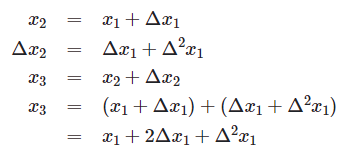 x₂ = x₁ + Δx₁
Δx₂ = Δx₁ + Δ²x₁
x₃ = x₂ + Δx₂
x₃ = (x₁ + Δx₁) + (Δx₁ + Δ²x₁)
= x₁ + 2Δx₁ + Δ²x₁